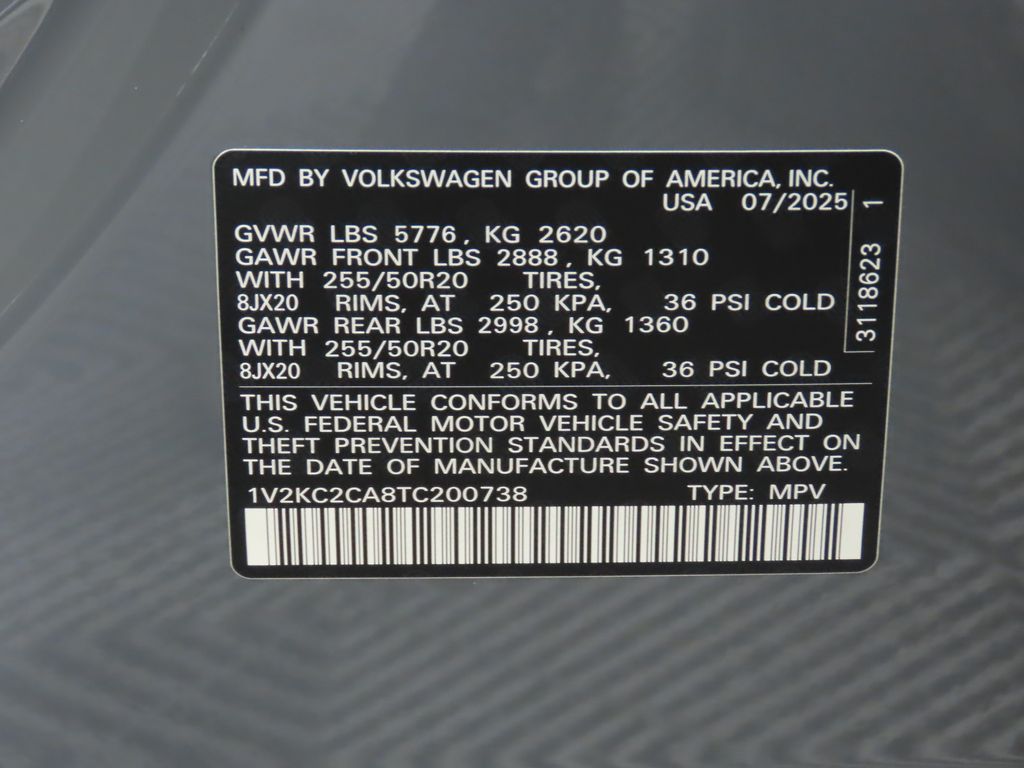 MFD BY VOLKSWAGEN GROUP OF AMERICA, INC.
USA 07/2025
GVWR LBS 5776, KG 2620
GAWR FRONT LBS 2888, KG 1310
WITH 255/50R20 TIRES,
8JX20 RIMS, AT 250 KPA, 36 PSI COLD
GAWR REAR LBS 2998, KG 1360
WITH 255/50R20 TIRES,
8JX20 RIMS, AT 250 KPA, 36 PSI COLD
3118623 1
THIS VEHICLE CONFORMS TO ALL APPLICABLE
U.S. FEDERAL MOTOR VEHICLE SAFETY AND
THEFT PREVENTION STANDARDS IN EFFECT ON
THE DATE OF MANUFACTURE SHOWN ABOVE.
1V2KC2CA8TC200738 TYPE: MPV